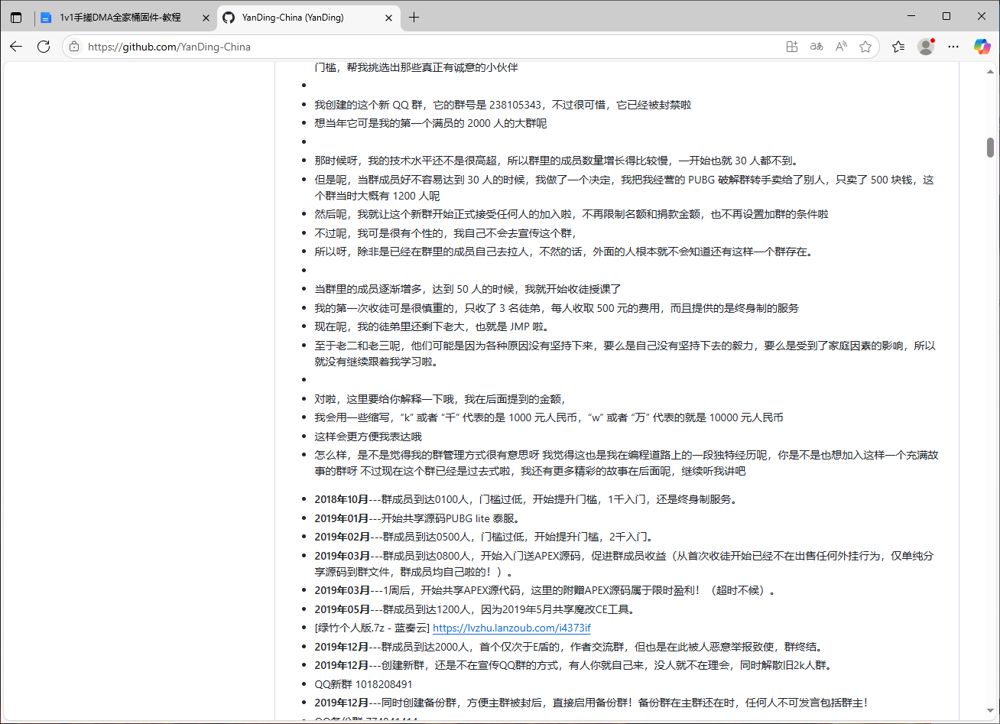 1v1手搓DMA全家桶固件-教程
YanDing-China (YanDing)
https://github.com/YanDing-China
门槛，帮我挑选出那些真正有诚意的小伙伴
我创建的这个新 QQ 群，它的群号是 238105343，不过很可惜，它已经被封禁啦
想当年它可是我的第一个满员的 2000 人的大群呢
那时候呀，我的技术水平还不是很高超，所以群里的成员数量增长得比较慢，一开始也就 30 人都不到。
但是呢，当群成员好不容易达到 30 人的时候，我做了一个决定，我把我经营的 PUBG 破解群转手卖给了别人，只卖了 500 块钱，这
个群当时大概有 1200 人呢
然后呢，我就让这个新群开始正式接受任何人的加入啦，不再限制名额和捐款金额，也不再设置加群的条件啦
不过呢，我可是很有个性的，我自己不会去宣传这个群，
所以呀，除非是已经在群里的成员自己去拉人，不然的话，外面的人根本就不会知道还有这样一个群存在。
当群里的成员逐渐增多，达到 50 人的时候，我就开始收徒授课了
我的第一次收徒可是很慎重的，只收了 3 名徒弟，每人收取 500 元的费用，而且提供的是终身制的服务
现在呢，我的徒弟里还剩下老大，也就是 JMP 啦。
至于老二和老三呢，他们可能是因为各种原因没有坚持下来，要么是自己没有坚持下去的毅力，要么是受到了家庭因素的影响，所以
就没有继续跟着我学习啦。
对啦，这里要给你解释一下哦，我在后面提到的金额，
我会用一些缩写，“k” 或者 “千” 代表的是 1000 元人民币，“w” 或者 “万” 代表的就是 10000 元人民币
这样会更方便我表达哦
怎么样，是不是觉得我的群管理方式很有意思呀 我觉得这也是我在编程道路上的一段独特经历呢，你是不是也想加入这样一个充满故
事的群呀 不过现在这个群已经是过去式啦，我还有更多精彩的故事在后面呢，继续听我讲吧
2018年10月---群成员到达0100人，门槛过低，开始提升门槛，1千入门，还是终身制服务。
2019年01月---开始共享源码PUBG lite 泰服。
2019年02月---群成员到达0500人，门槛过低，开始提升门槛，2千入门。
2019年03月---群成员到达0800人，开始入门送APEX源码，促进群成员收益（从首次收徒开始已经不在出售任何外挂行为，仅单纯分
享源码到群文件，群成员均自己啦的！）。
2019年03月---1周后，开始共享APEX源代码，这里的附赠APEX源码属于限时盈利！（超时不候）。
2019年05月---群成员到达1200人，因为2019年5月共享魔改CE工具。
[绿竹个人版.7z - 蓝奏云] https://lvzhu.lanzoub.com/i4373if
2019年12月---群成员到达2000人，首个仅次于E盾的，作者交流群，但也是在此被人恶意举报致使，群终结。
2019年12月---创建新群，还是不在宣传QQ群的方式，有人你就自己来，没人就不在理会，同时解散旧2k人群。
QQ新群 1018208491
2019年12月---同时创建备份群，方便主群被封后，直接启用备份群！备份群在主群还在时，任何人不可发言包括群主！